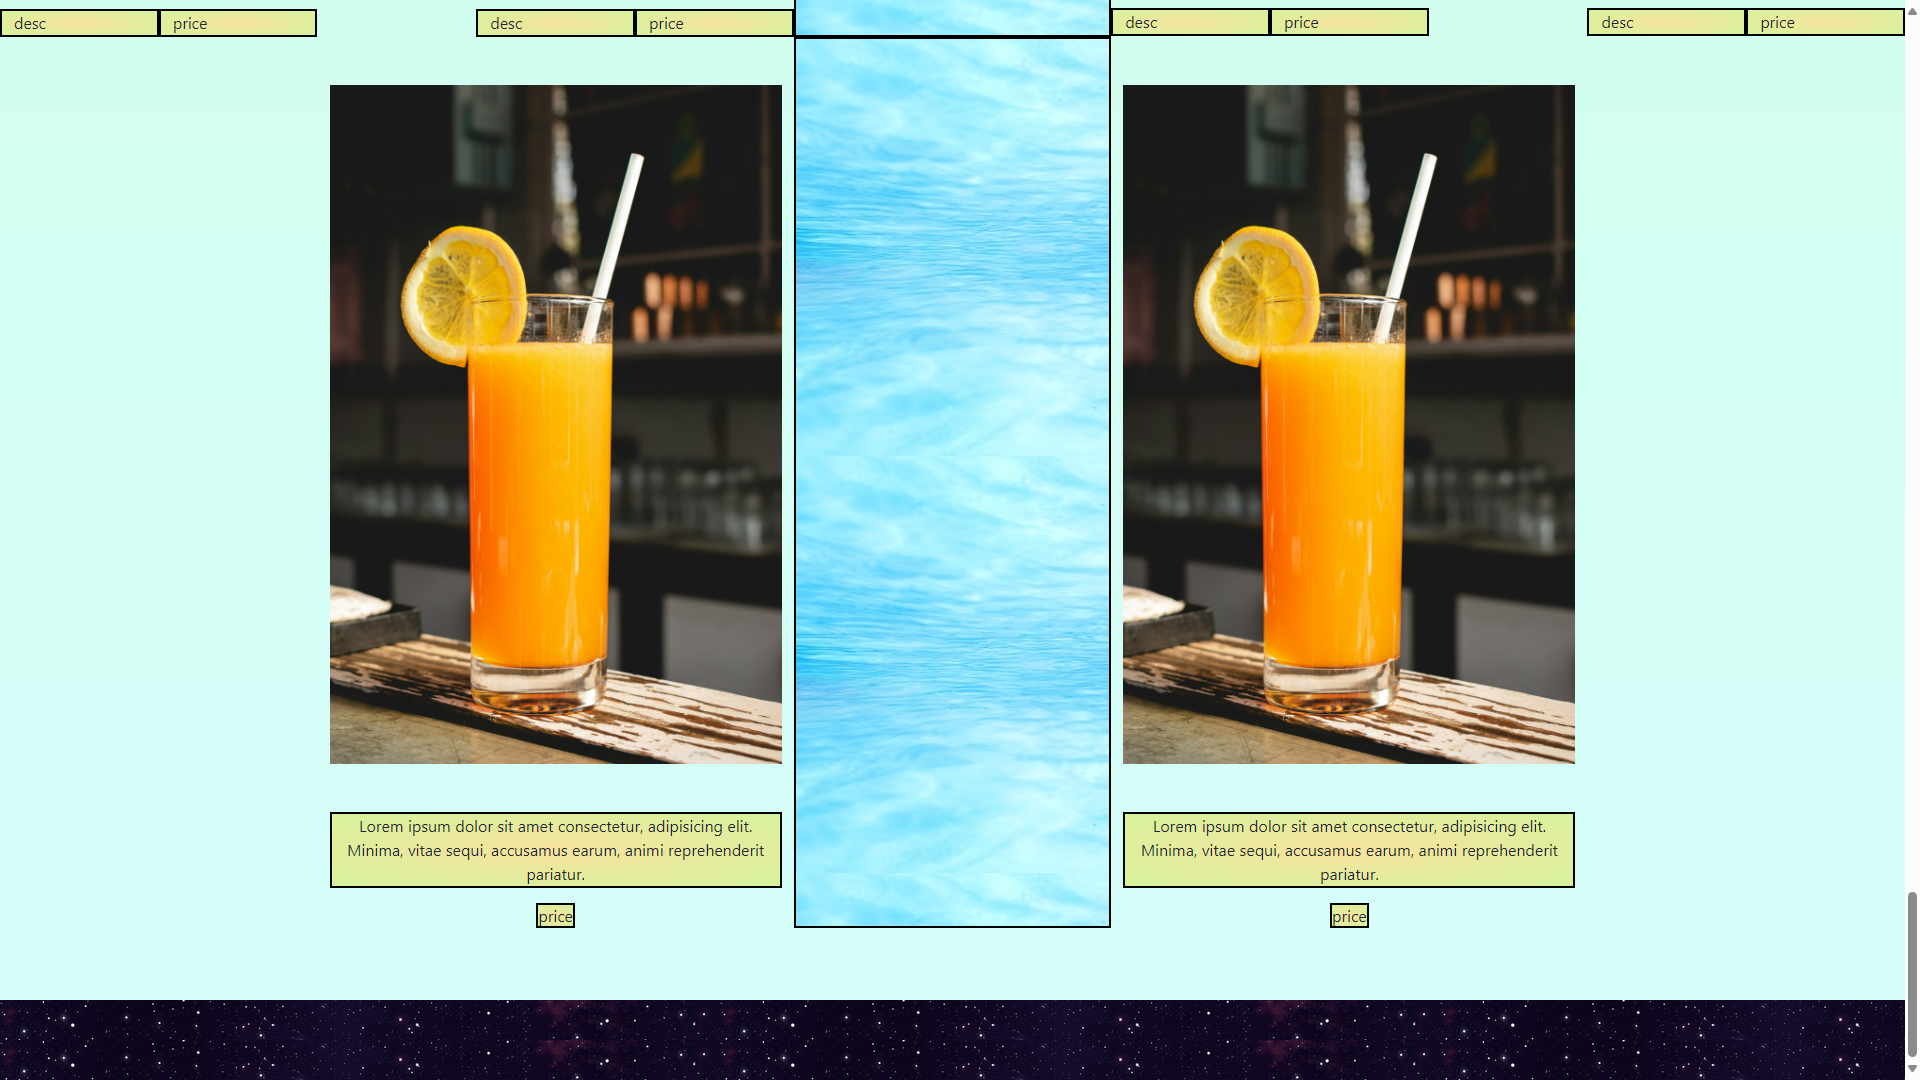 desc price desc price desc price desc price
Lorem ipsum dolor sit amet consectetur, adipisicing elit.
Minima, vitae sequi, accusamus earum, animi reprehenderit
pariatur.
price
Lorem ipsum dolor sit amet consectetur, adipisicing elit.
Minima, vitae sequi, accusamus earum, animi reprehenderit
pariatur.
price